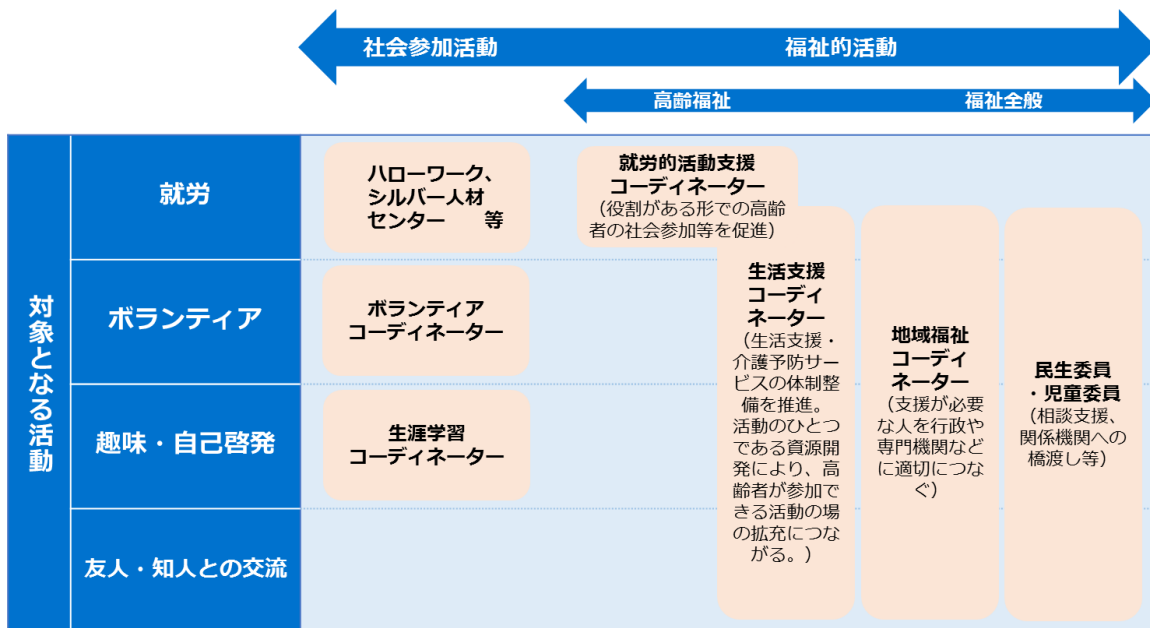 社会参加活動
福祉的活動
高齢福祉
福祉全般
対象となる活動
就労
ハローワーク、
シルバー人材
センター　　等
就労的活動支援
コーディネーター
（役割がある形での高齢
者の社会参加等を促進）
ボランティア
ボランティア
コーディネーター
趣味・自己啓発
生涯学習
コーディネーター
友人・知人との交流
生活支援
コーディ
ネーター
（生活支援・
介護予防サー
ビスの体制整
備を推進。
活動のひとつ
である資源開
発により、高
齢者が参加で
きる活動の場
の拡充につな
がる。）
地域福祉
コーディ
ネーター
（支援が必要
な人を行政や
専門機関など
に適切につな
ぐ）
民生委員
・児童委員
（相談支援、
関係機関への
橋渡し等）